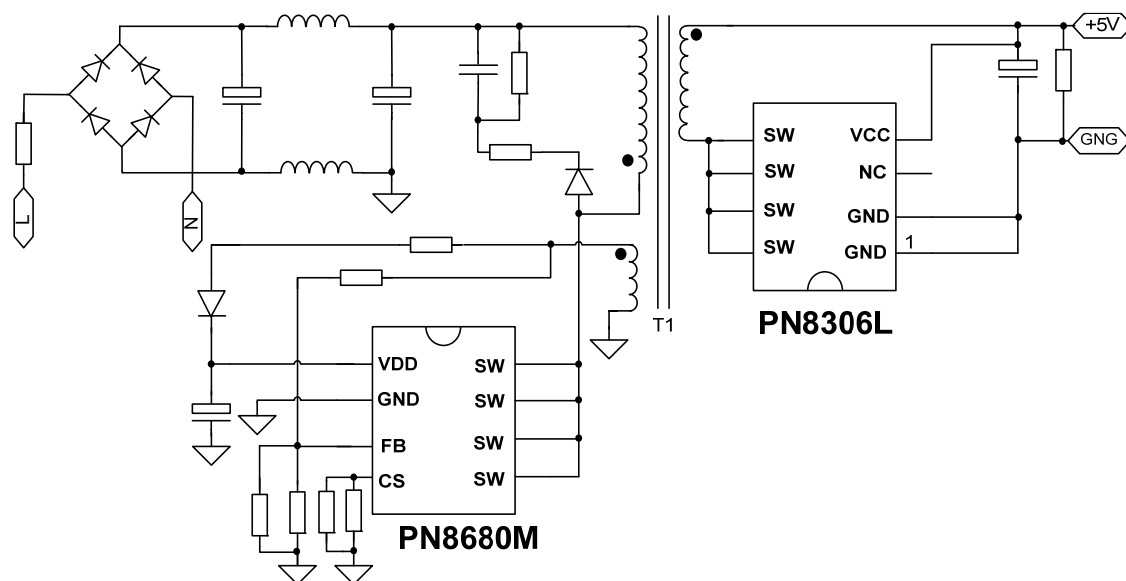 +5V
SW
VCC
GNG
SW
NC
SW
GND
SW
GND
1
L
N
T1
PN8306L
VDD
SW
GND
SW
FB
SW
CS
SW
PN8680M